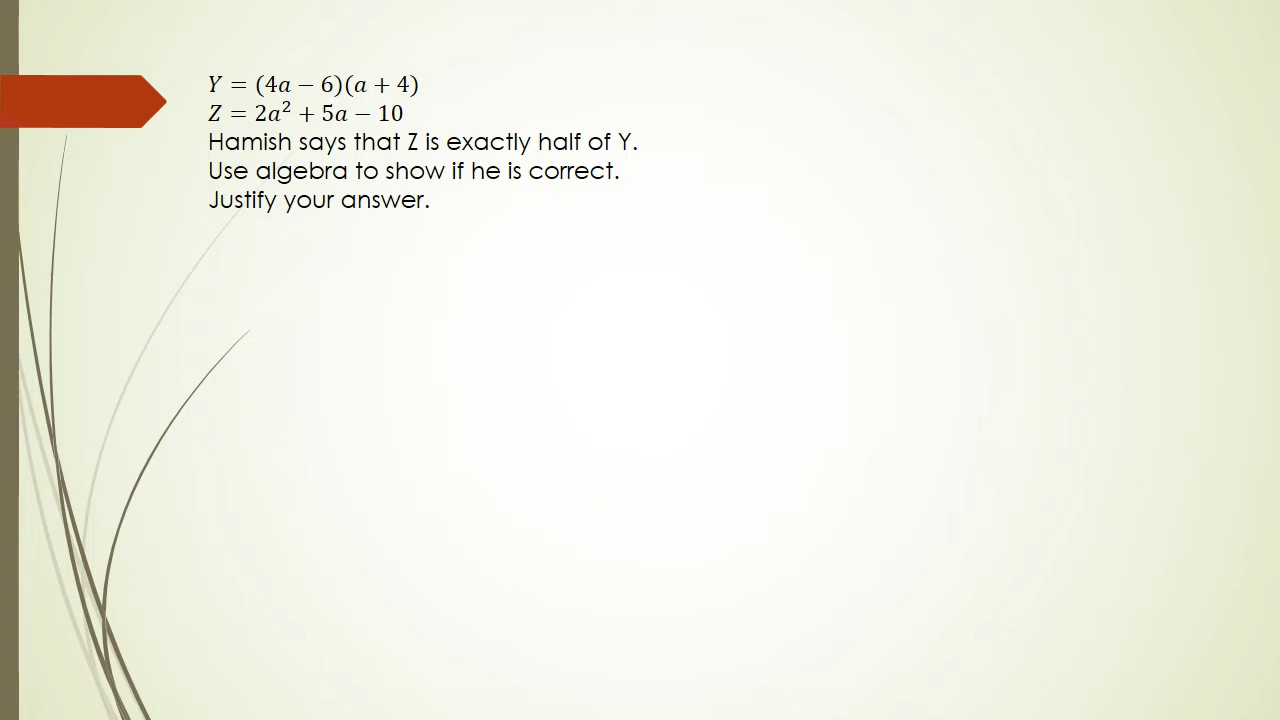 Y = (4a − 6)(a + 4)
Z = 2a² + 5a − 10
Hamish says that Z is exactly half of Y.
Use algebra to show if he is correct.
Justify your answer.